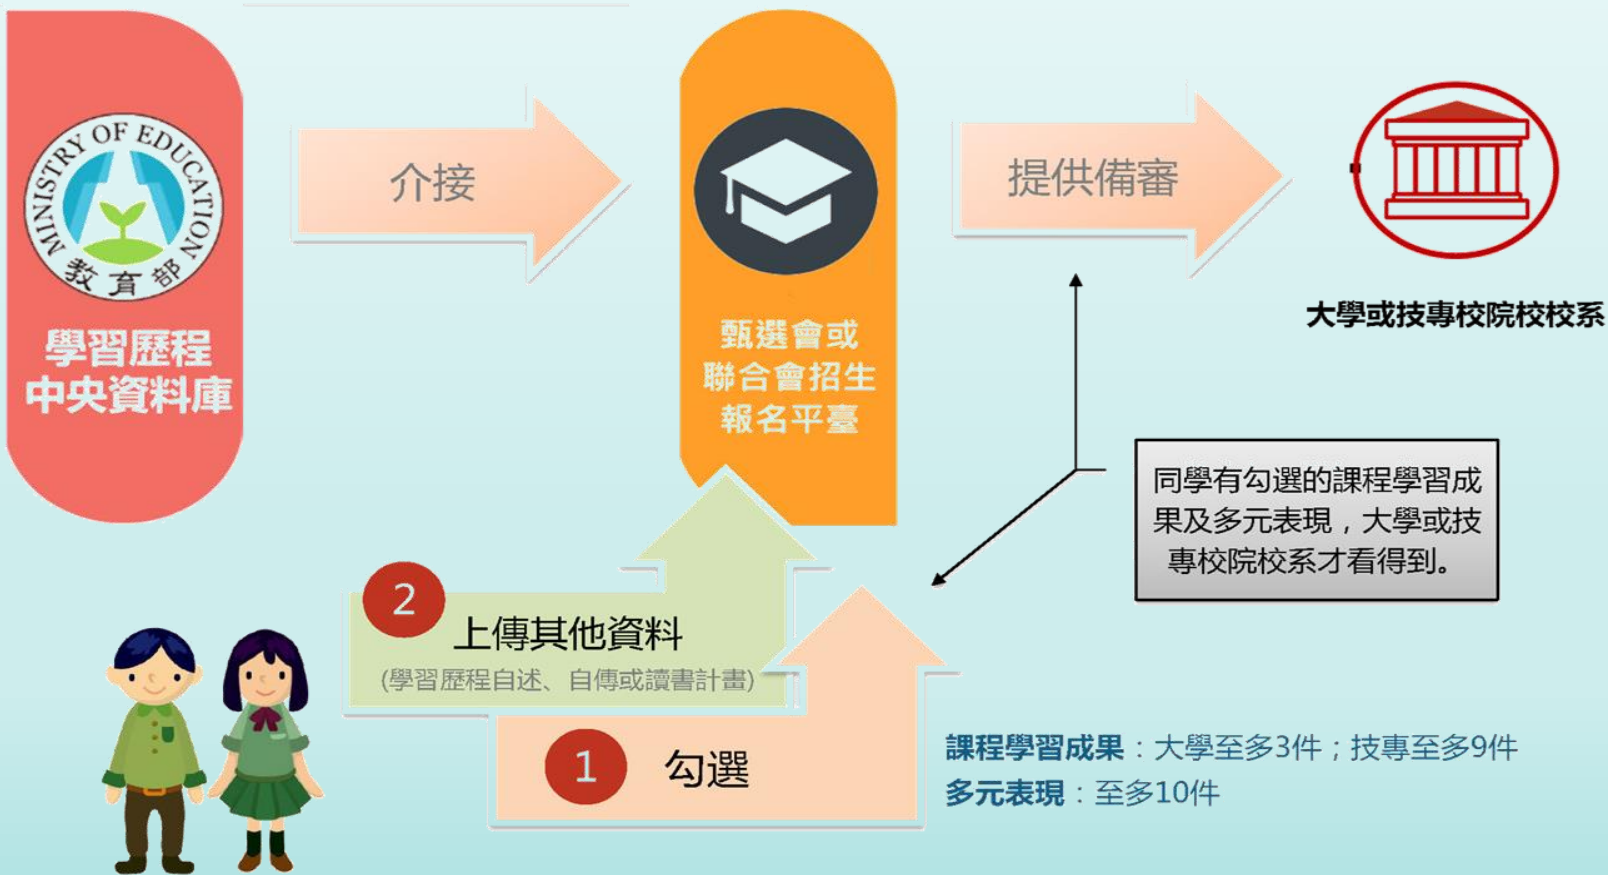 MINISTRY OF EDUCATION
教育部
學習歷程
中央資料庫
介接
甄選會或
聯合會招生
報名平臺
提供備審
大學或技專校院校校系
同學有勾選的課程學習成
果及多元表現，大學或技
專校院校系才看得到。
2
上傳其他資料
(學習歷程自述、自傳或讀書計畫)
1
勾選
課程學習成果：大學至多3件；技專至多9件
多元表現：至多10件